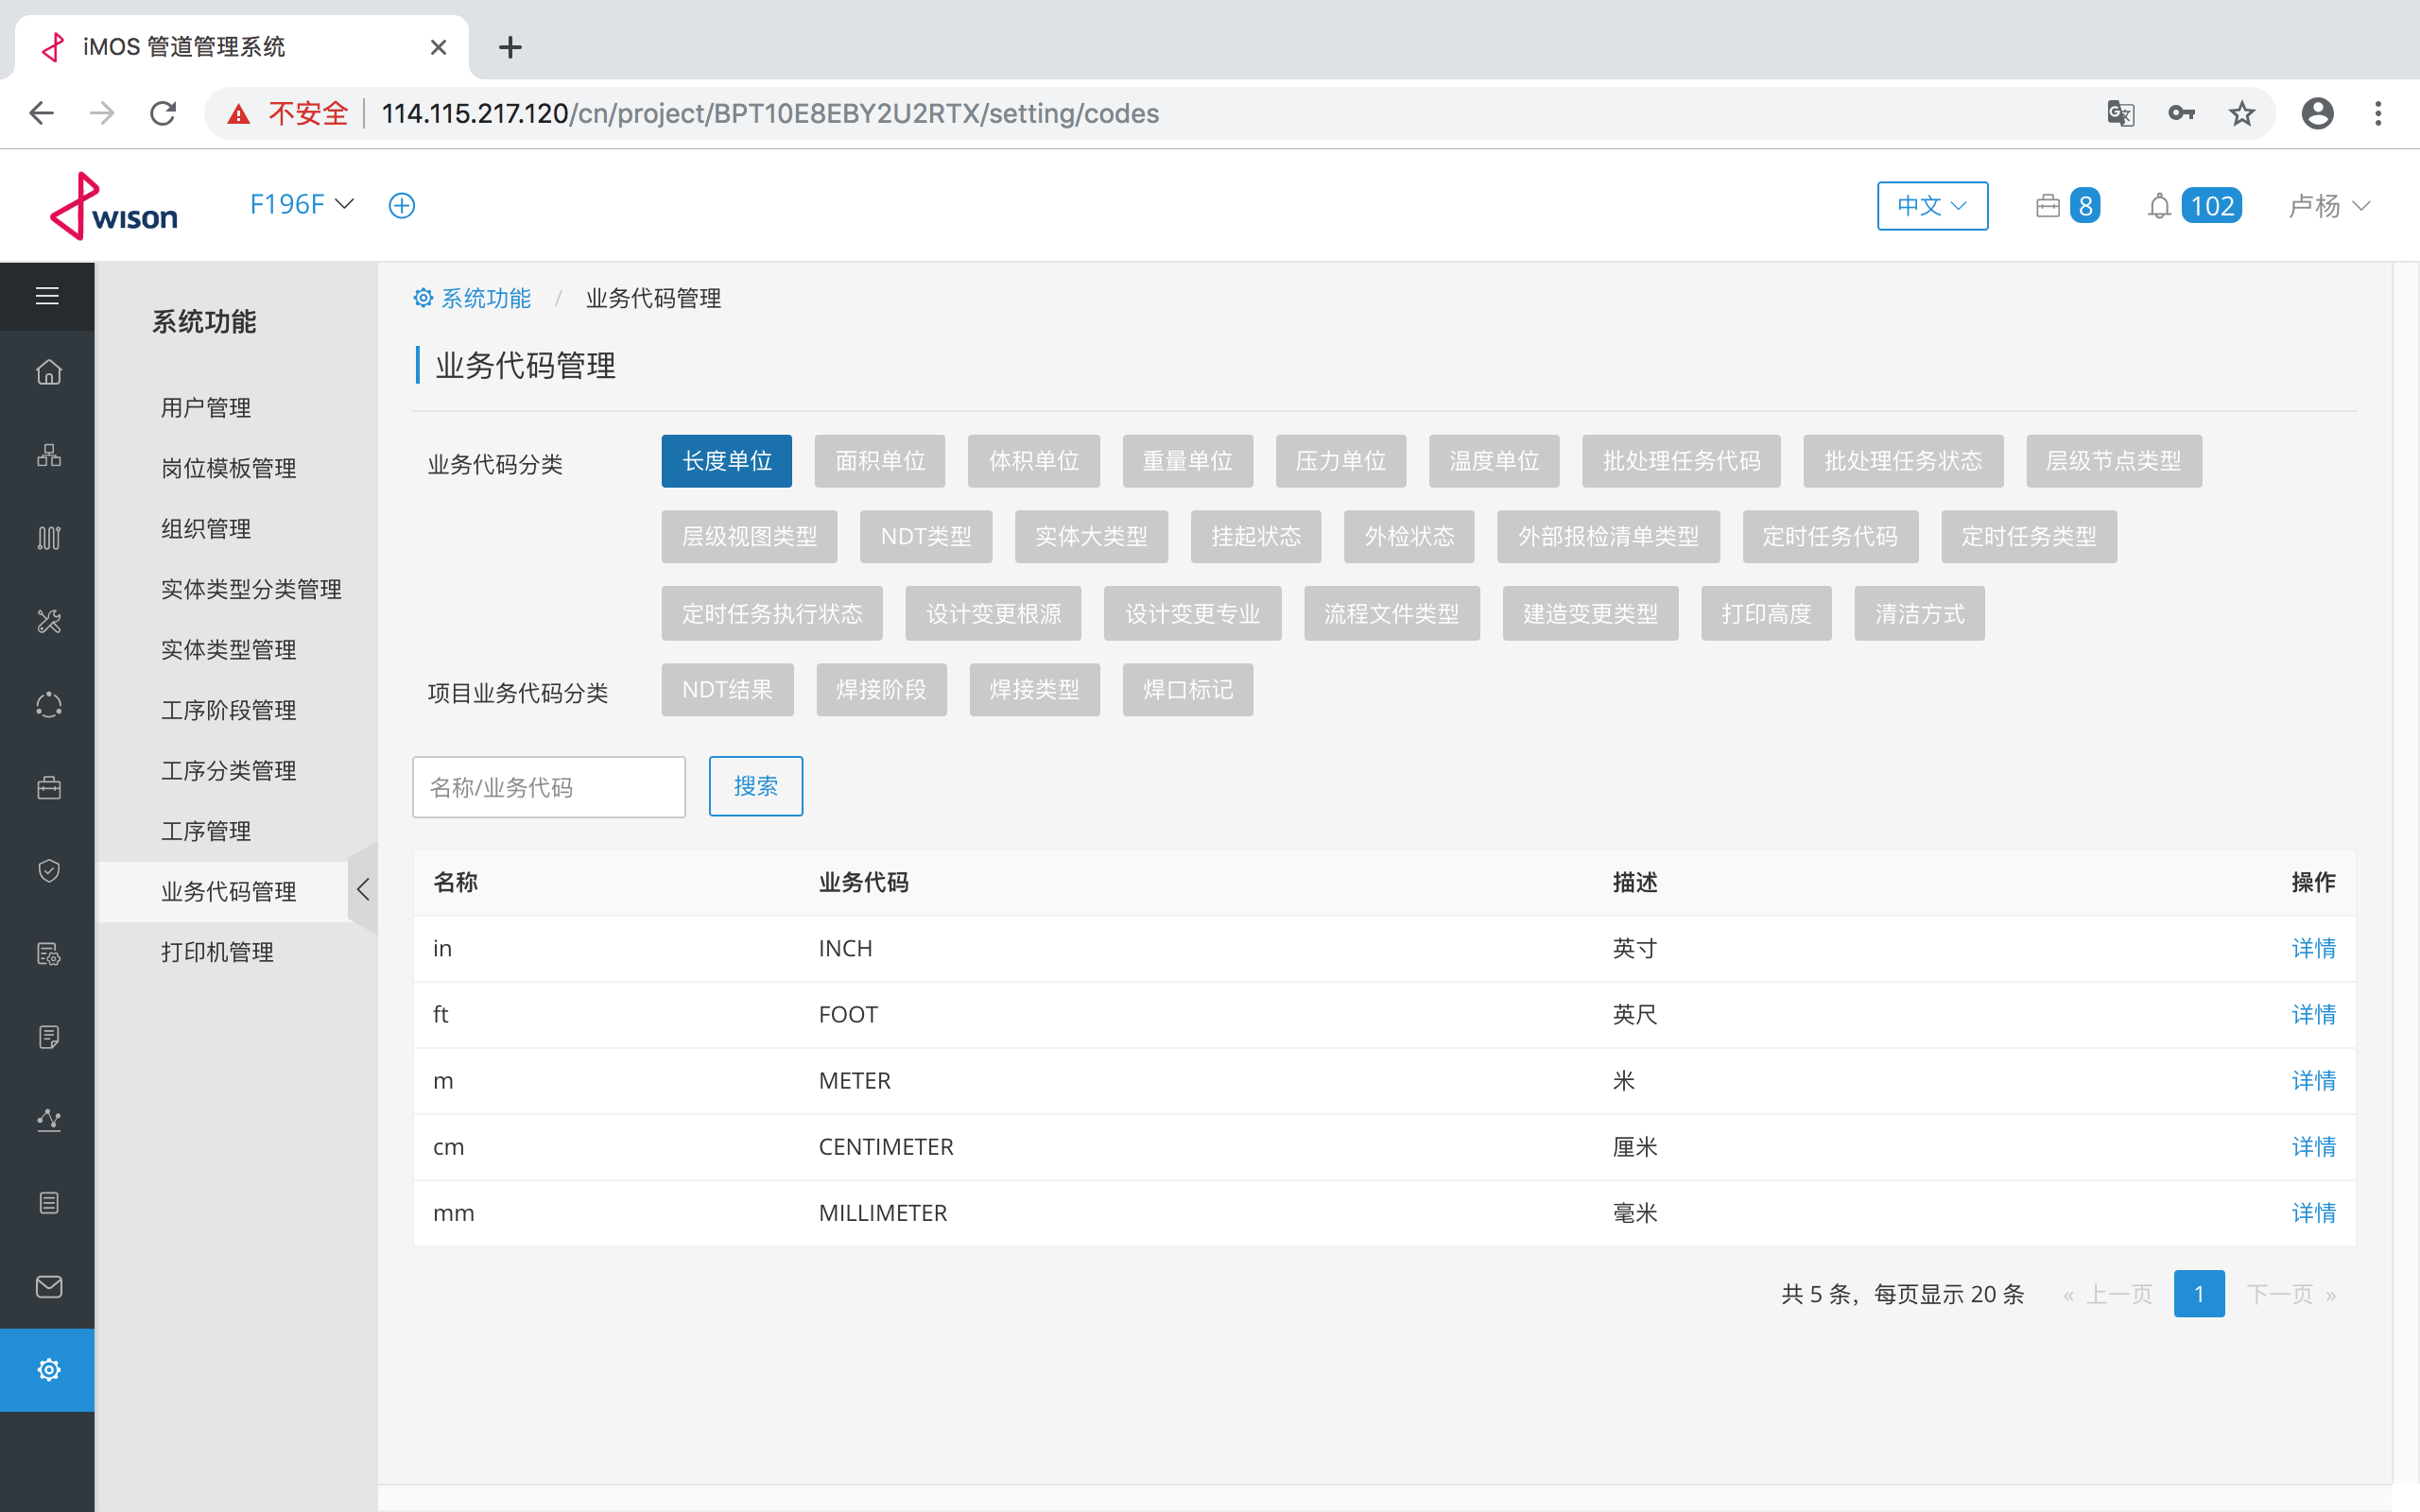 iMOS 管道管理系统
不安全 114.115.217.120/cn/project/BPT10E8EBY2U2RTX/setting/codes
wison F196F 中文 8 102 卢杨
系统功能
用户管理
岗位模板管理
组织管理
实体类型分类管理
实体类型管理
工序阶段管理
工序分类管理
工序管理
业务代码管理
打印机管理
系统功能 / 业务代码管理
业务代码管理
业务代码分类 长度单位 面积单位 体积单位 重量单位 压力单位 温度单位 批处理任务代码 批处理任务状态 层级节点类型
层级视图类型 NDT类型 实体大类型 挂起状态 外检状态 外部报检清单类型 定时任务代码 定时任务类型
定时任务执行状态 设计变更根源 设计变更专业 流程文件类型 建造变更类型 打印高度 清洁方式
项目业务代码分类 NDT结果 焊接阶段 焊接类型 焊口标记
名称/业务代码 搜索
名称 业务代码 描述 操作
in INCH 英寸 详情
ft FOOT 英尺 详情
m METER 米 详情
cm CENTIMETER 厘米 详情
mm MILLIMETER 毫米 详情
共 5 条，每页显示 20 条 « 上一页 1 下一页 »